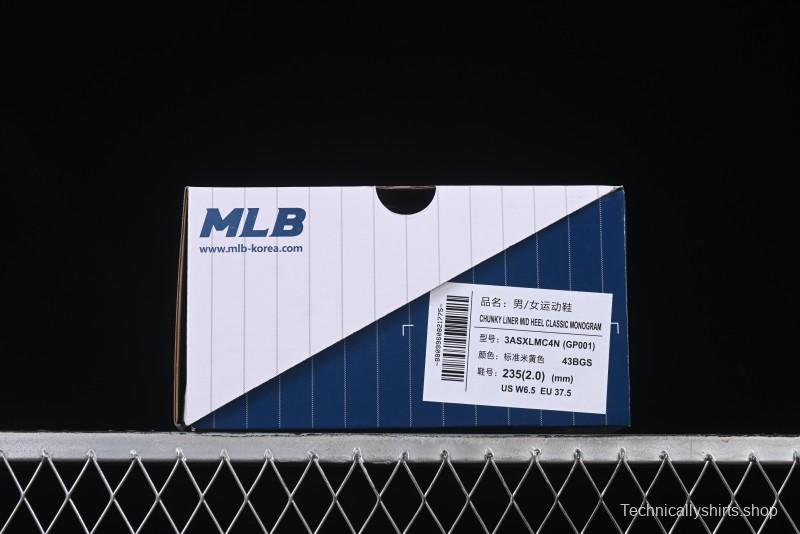 MLB
www.mlb-korea.com
品名: 男/女运动鞋
CHUNKY LINER MID HEEL CLASSIC MONOGRAM
型号: 3ASXLMC4N (GP001)
颜色: 标准米黄色 43BGS
鞋号: 235(2.0) (mm)
US W6.5 EU 37.5
Technicallyshirts.shop